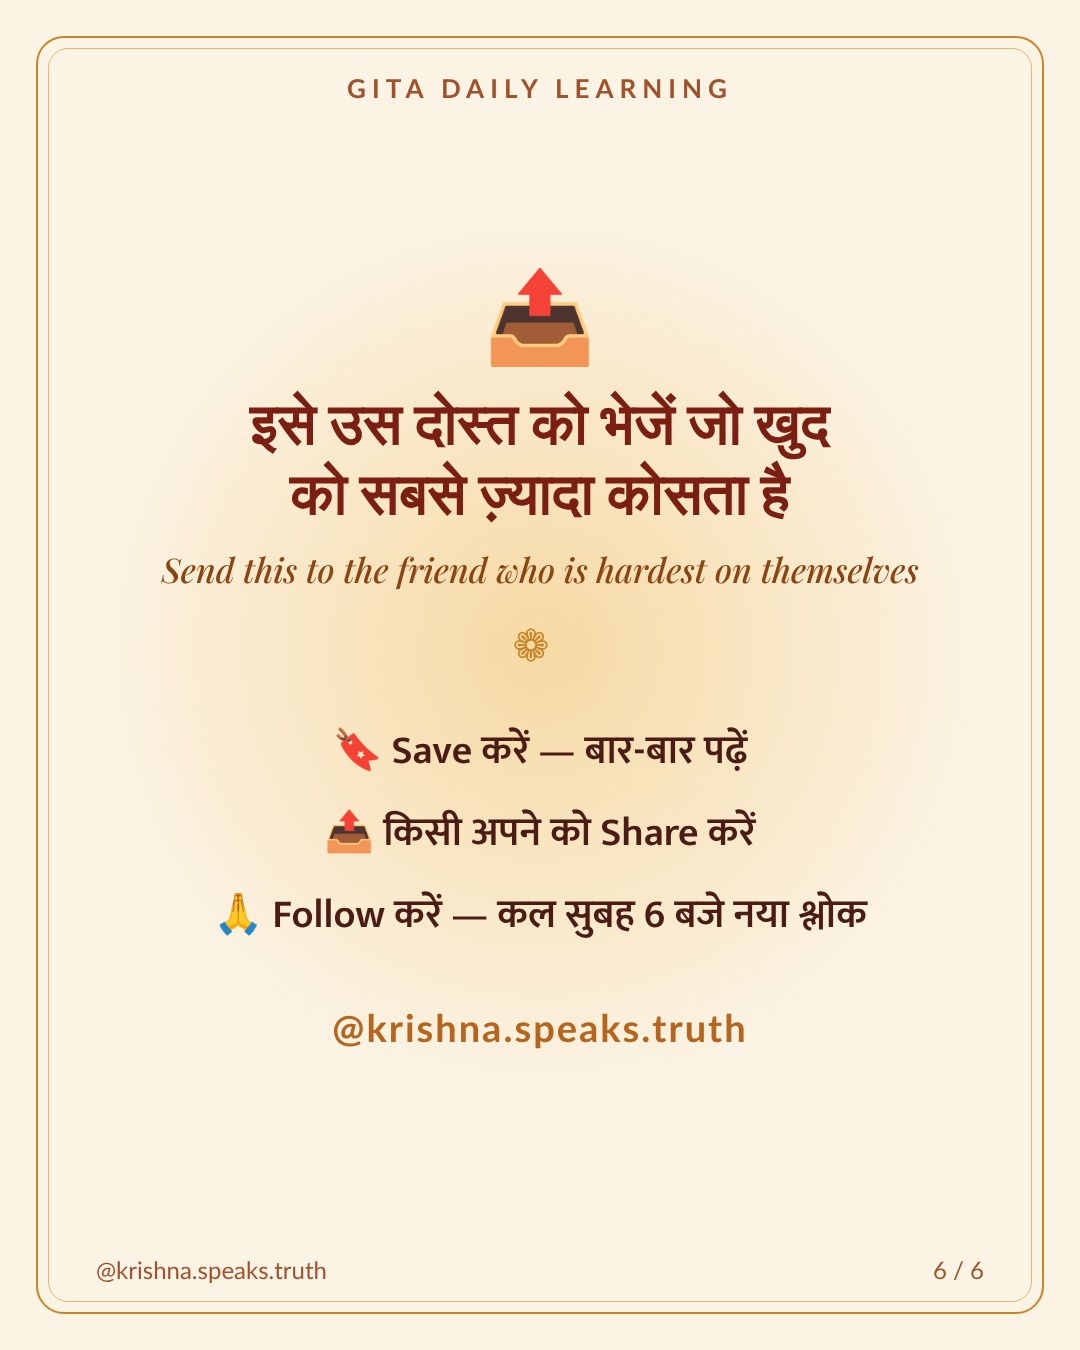 GITA DAILY LEARNING
इसे उस दोस्त को भेजें जो खुद
को सबसे ज़्यादा कोसता है
Send this to the friend who is hardest on themselves
Save करें — बार-बार पढ़ें
किसी अपने को Share करें
Follow करें — कल सुबह 6 बजे नया श्लोक
@krishna.speaks.truth
@krishna.speaks.truth
6 / 6